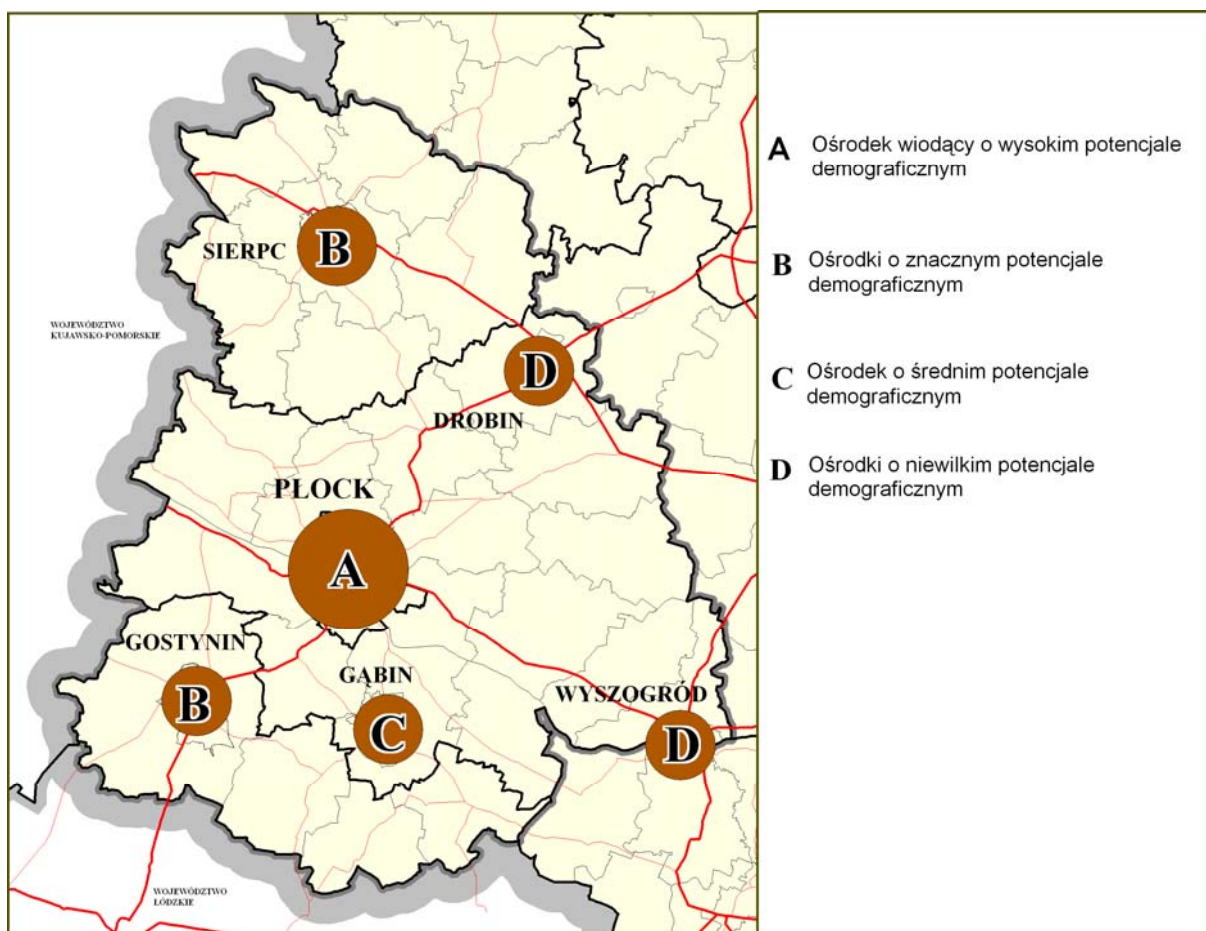 SIERPC
B
WOJEWÓDZTWO
KUJAWSKO-POMORSKIE
D
DROBIN
PŁOCK
A
GOSTYNIN
B
GĄBIN
C
WYSZOGRÓD
D
WOJEWÓDZTWO
ŁÓDZKIE
A Ośrodek wiodący o wysokim potencjale
demograficznym
B Ośrodki o znacznym potencjale
demograficznym
C Ośrodek o średnim potencjale
demograficznym
D Ośrodki o niewilkim potencjale
demograficznym